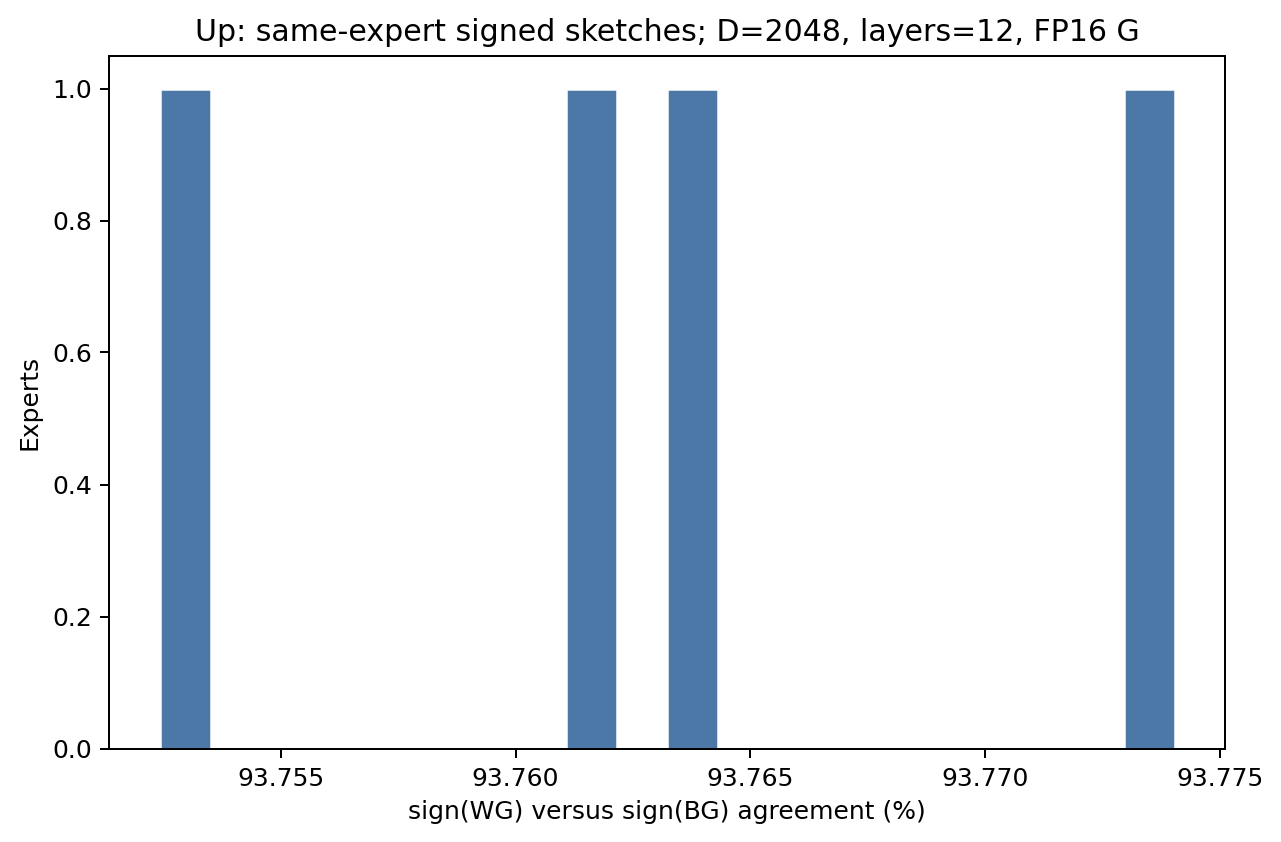 Up: same-expert signed sketches; D=2048, layers=12, FP16 G
1.0
0.8
0.6
0.4
0.2
0.0
Experts
93.755 93.760 93.765 93.770 93.775
sign(WG) versus sign(BG) agreement (%)